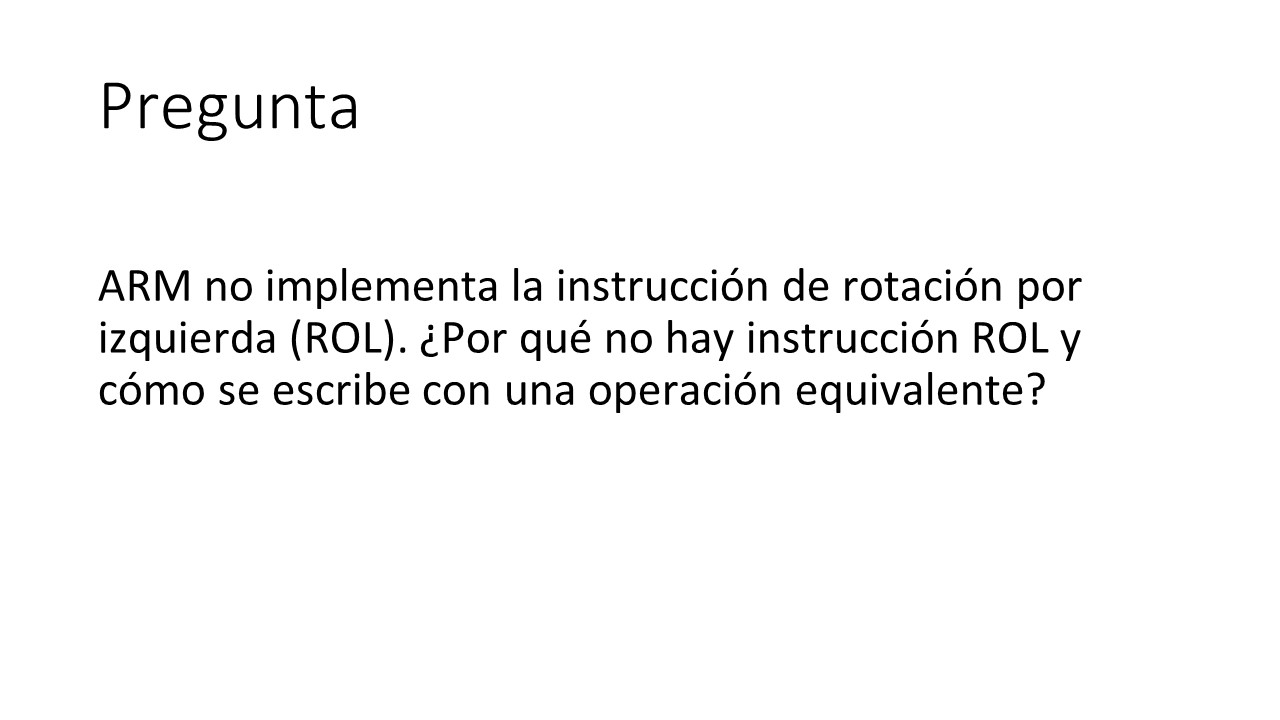 Pregunta
ARM no implementa la instrucción de rotación por
izquierda (ROL). ¿Por qué no hay instrucción ROL y
cómo se escribe con una operación equivalente?